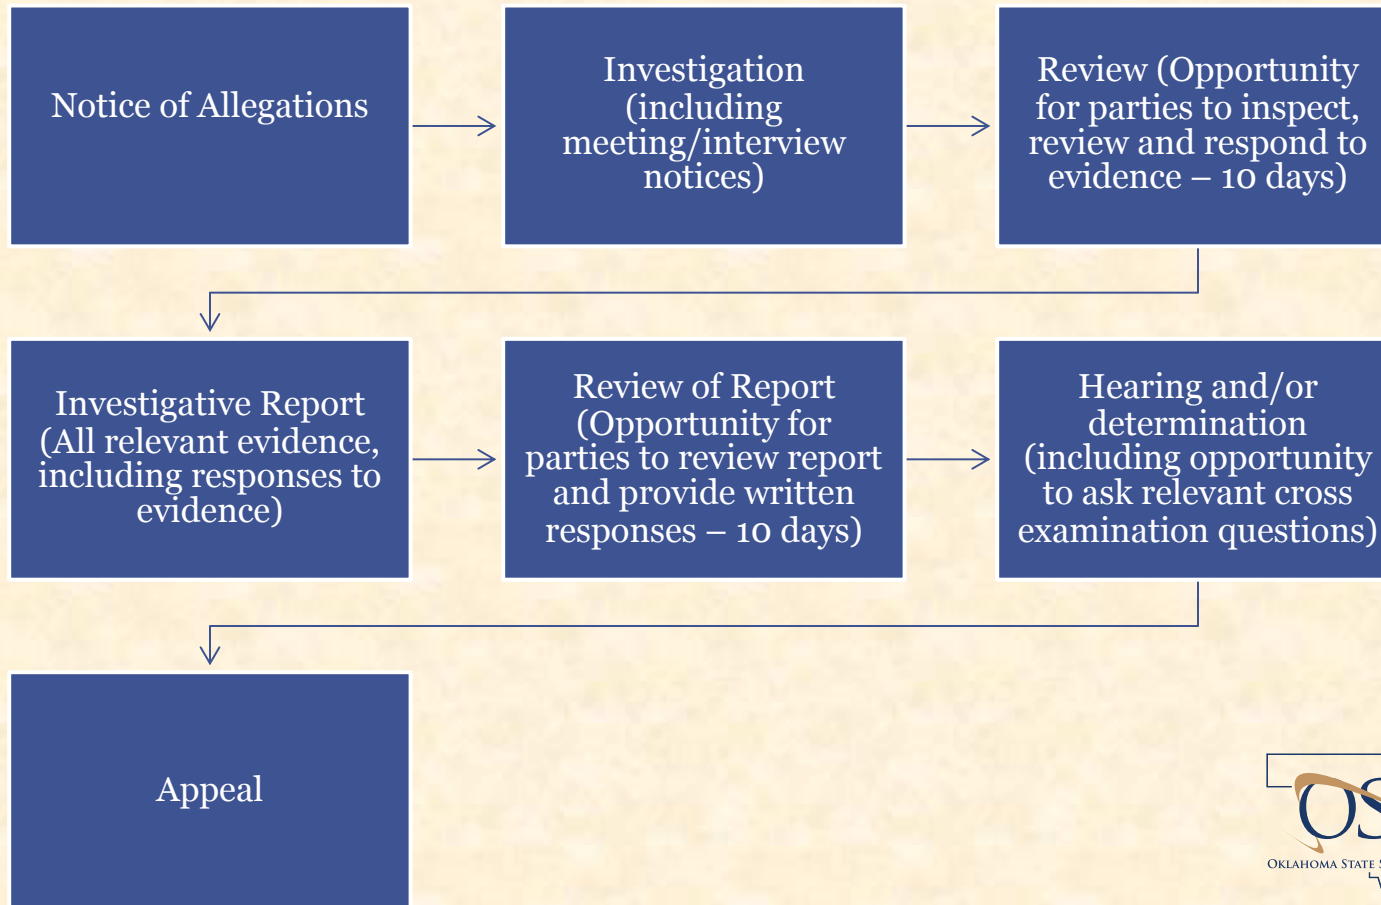 Notice of Allegations
Investigation
(including
meeting/interview
notices)
Review (Opportunity
for parties to inspect,
review and respond to
evidence – 10 days)
Investigative Report
(All relevant evidence,
including responses to
evidence)
Review of Report
(Opportunity for
parties to review report
and provide written
responses – 10 days)
Hearing and/or
determination
(including opportunity
to ask relevant cross
examination questions)
Appeal
OS
OKLAHOMA STATE